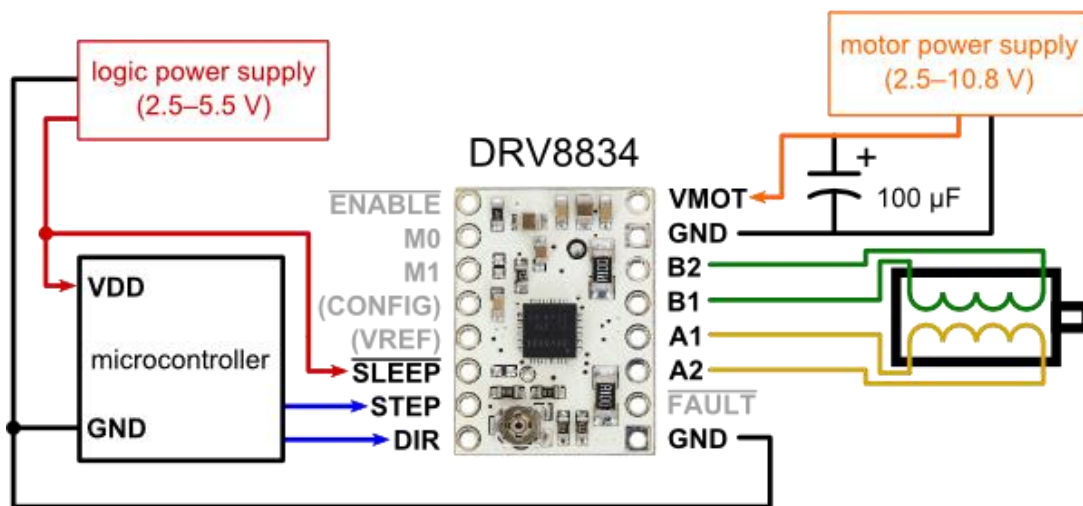 logic power supply
(2.5–5.5 V)
motor power supply
(2.5–10.8 V)
DRV8834
+
100 µF
ENABLE
M0
M1
(CONFIG)
(VREF)
SLEEP
STEP
DIR
VMOT
GND
B2
B1
A1
A2
FAULT
GND
VDD
microcontroller
GND